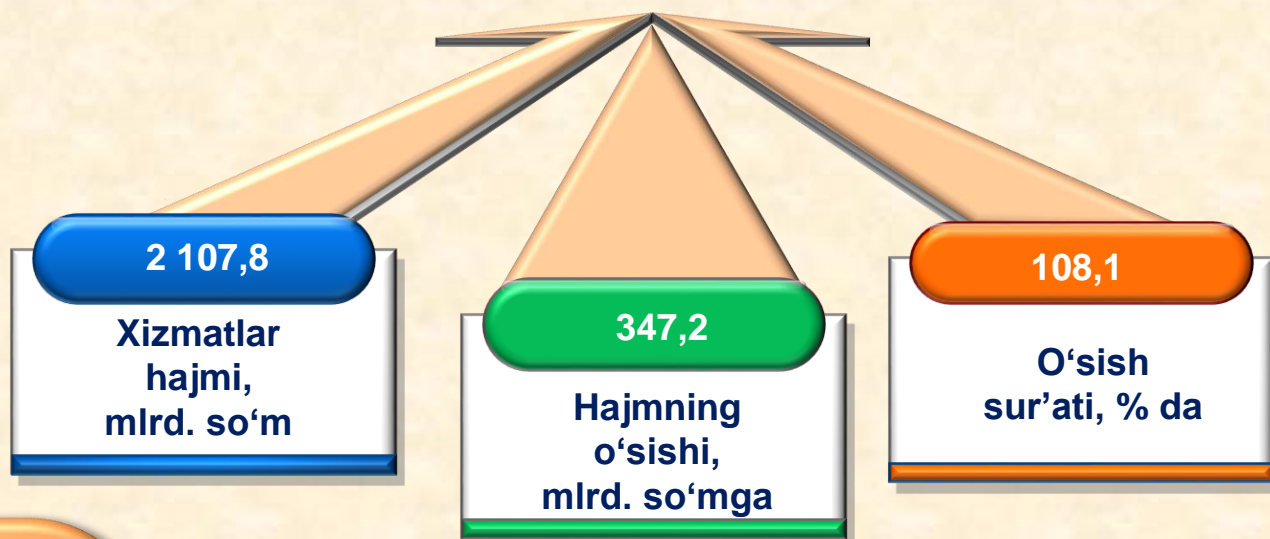 2 107,8
Xizmatlar
hajmi,
mlrd. so‘m
347,2
Hajmning
o‘sishi,
mlrd. so‘mga
108,1
O‘sish
sur’ati, % da